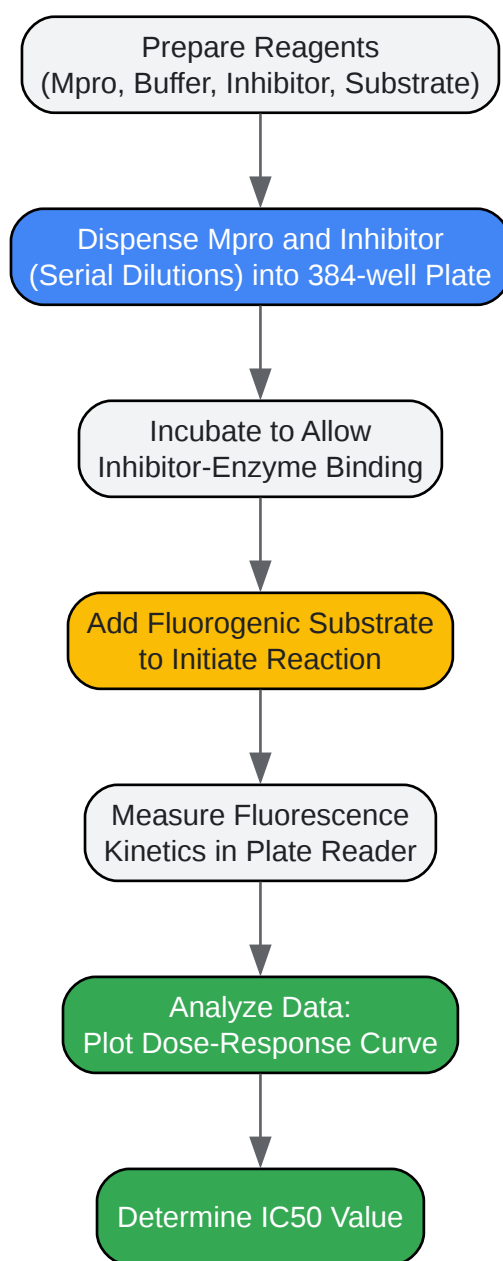 Prepare Reagents
(Mpro, Buffer, Inhibitor, Substrate)
Dispense Mpro and Inhibitor
(Serial Dilutions) into 384-well Plate
Incubate to Allow
Inhibitor-Enzyme Binding
Add Fluorogenic Substrate
to Initiate Reaction
Measure Fluorescence
Kinetics in Plate Reader
Analyze Data:
Plot Dose-Response Curve
Determine IC50 Value